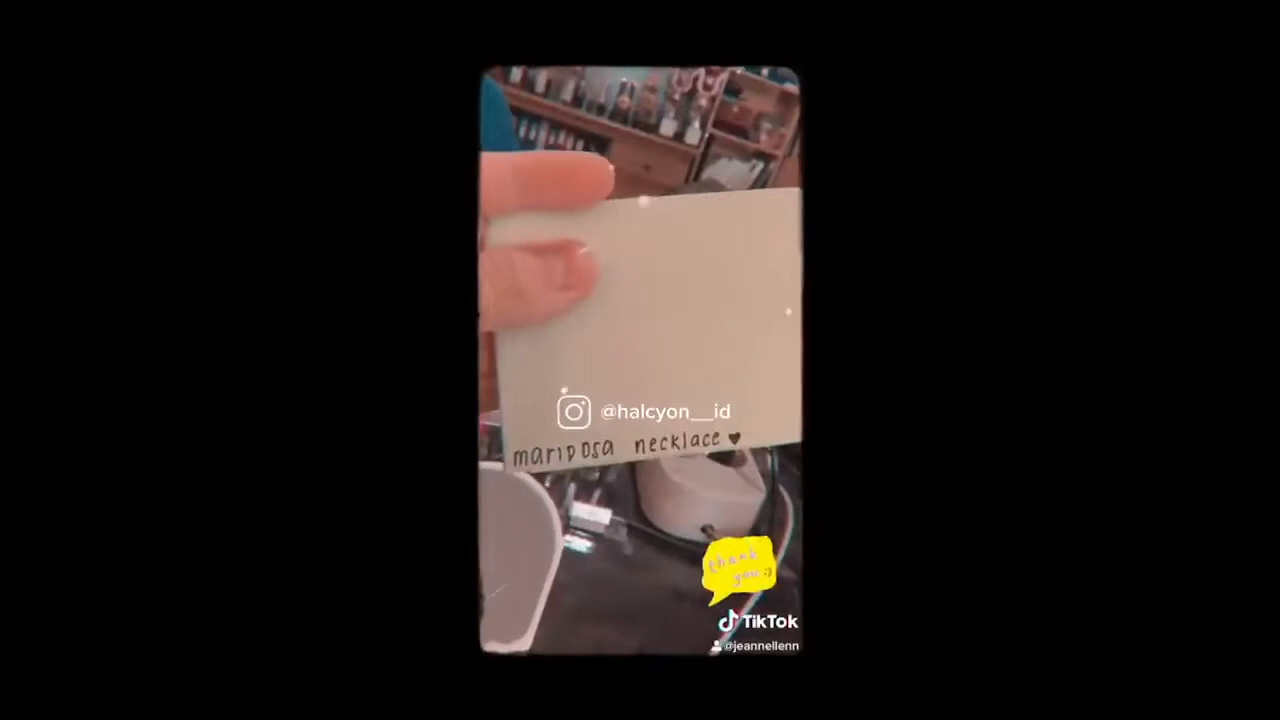 @halcyon__id
mariposa necklace♥
thank
you :)
TikTok
@jeannellenn